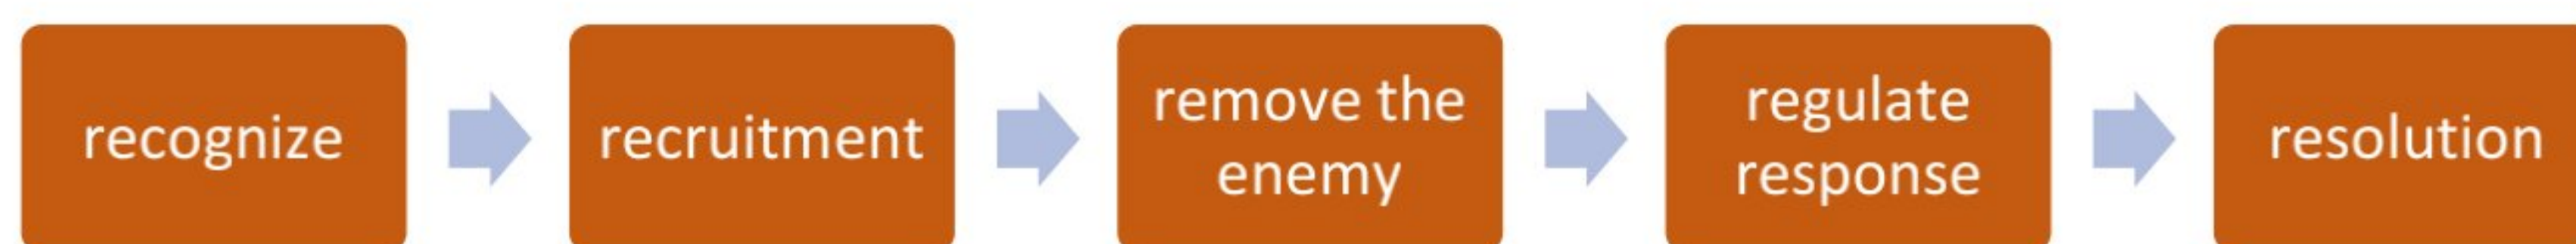 recognize
recruitment
remove the
enemy
regulate
response
resolution